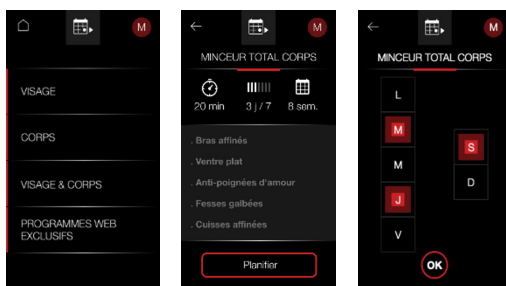 M
VISAGE
CORPS
VISAGE & CORPS
PROGRAMMES WEB
EXCLUSIFS
M
MINCEUR TOTAL CORPS
20 min
3 j / 7
8 sem.
. Bras affinés
. Ventre plat
. Anti-poignées d'amour
. Fesses galbées
. Cuisses affinées
Planifier
M
MINCEUR TOTAL CORPS
L
M
M
J
V
S
D
OK